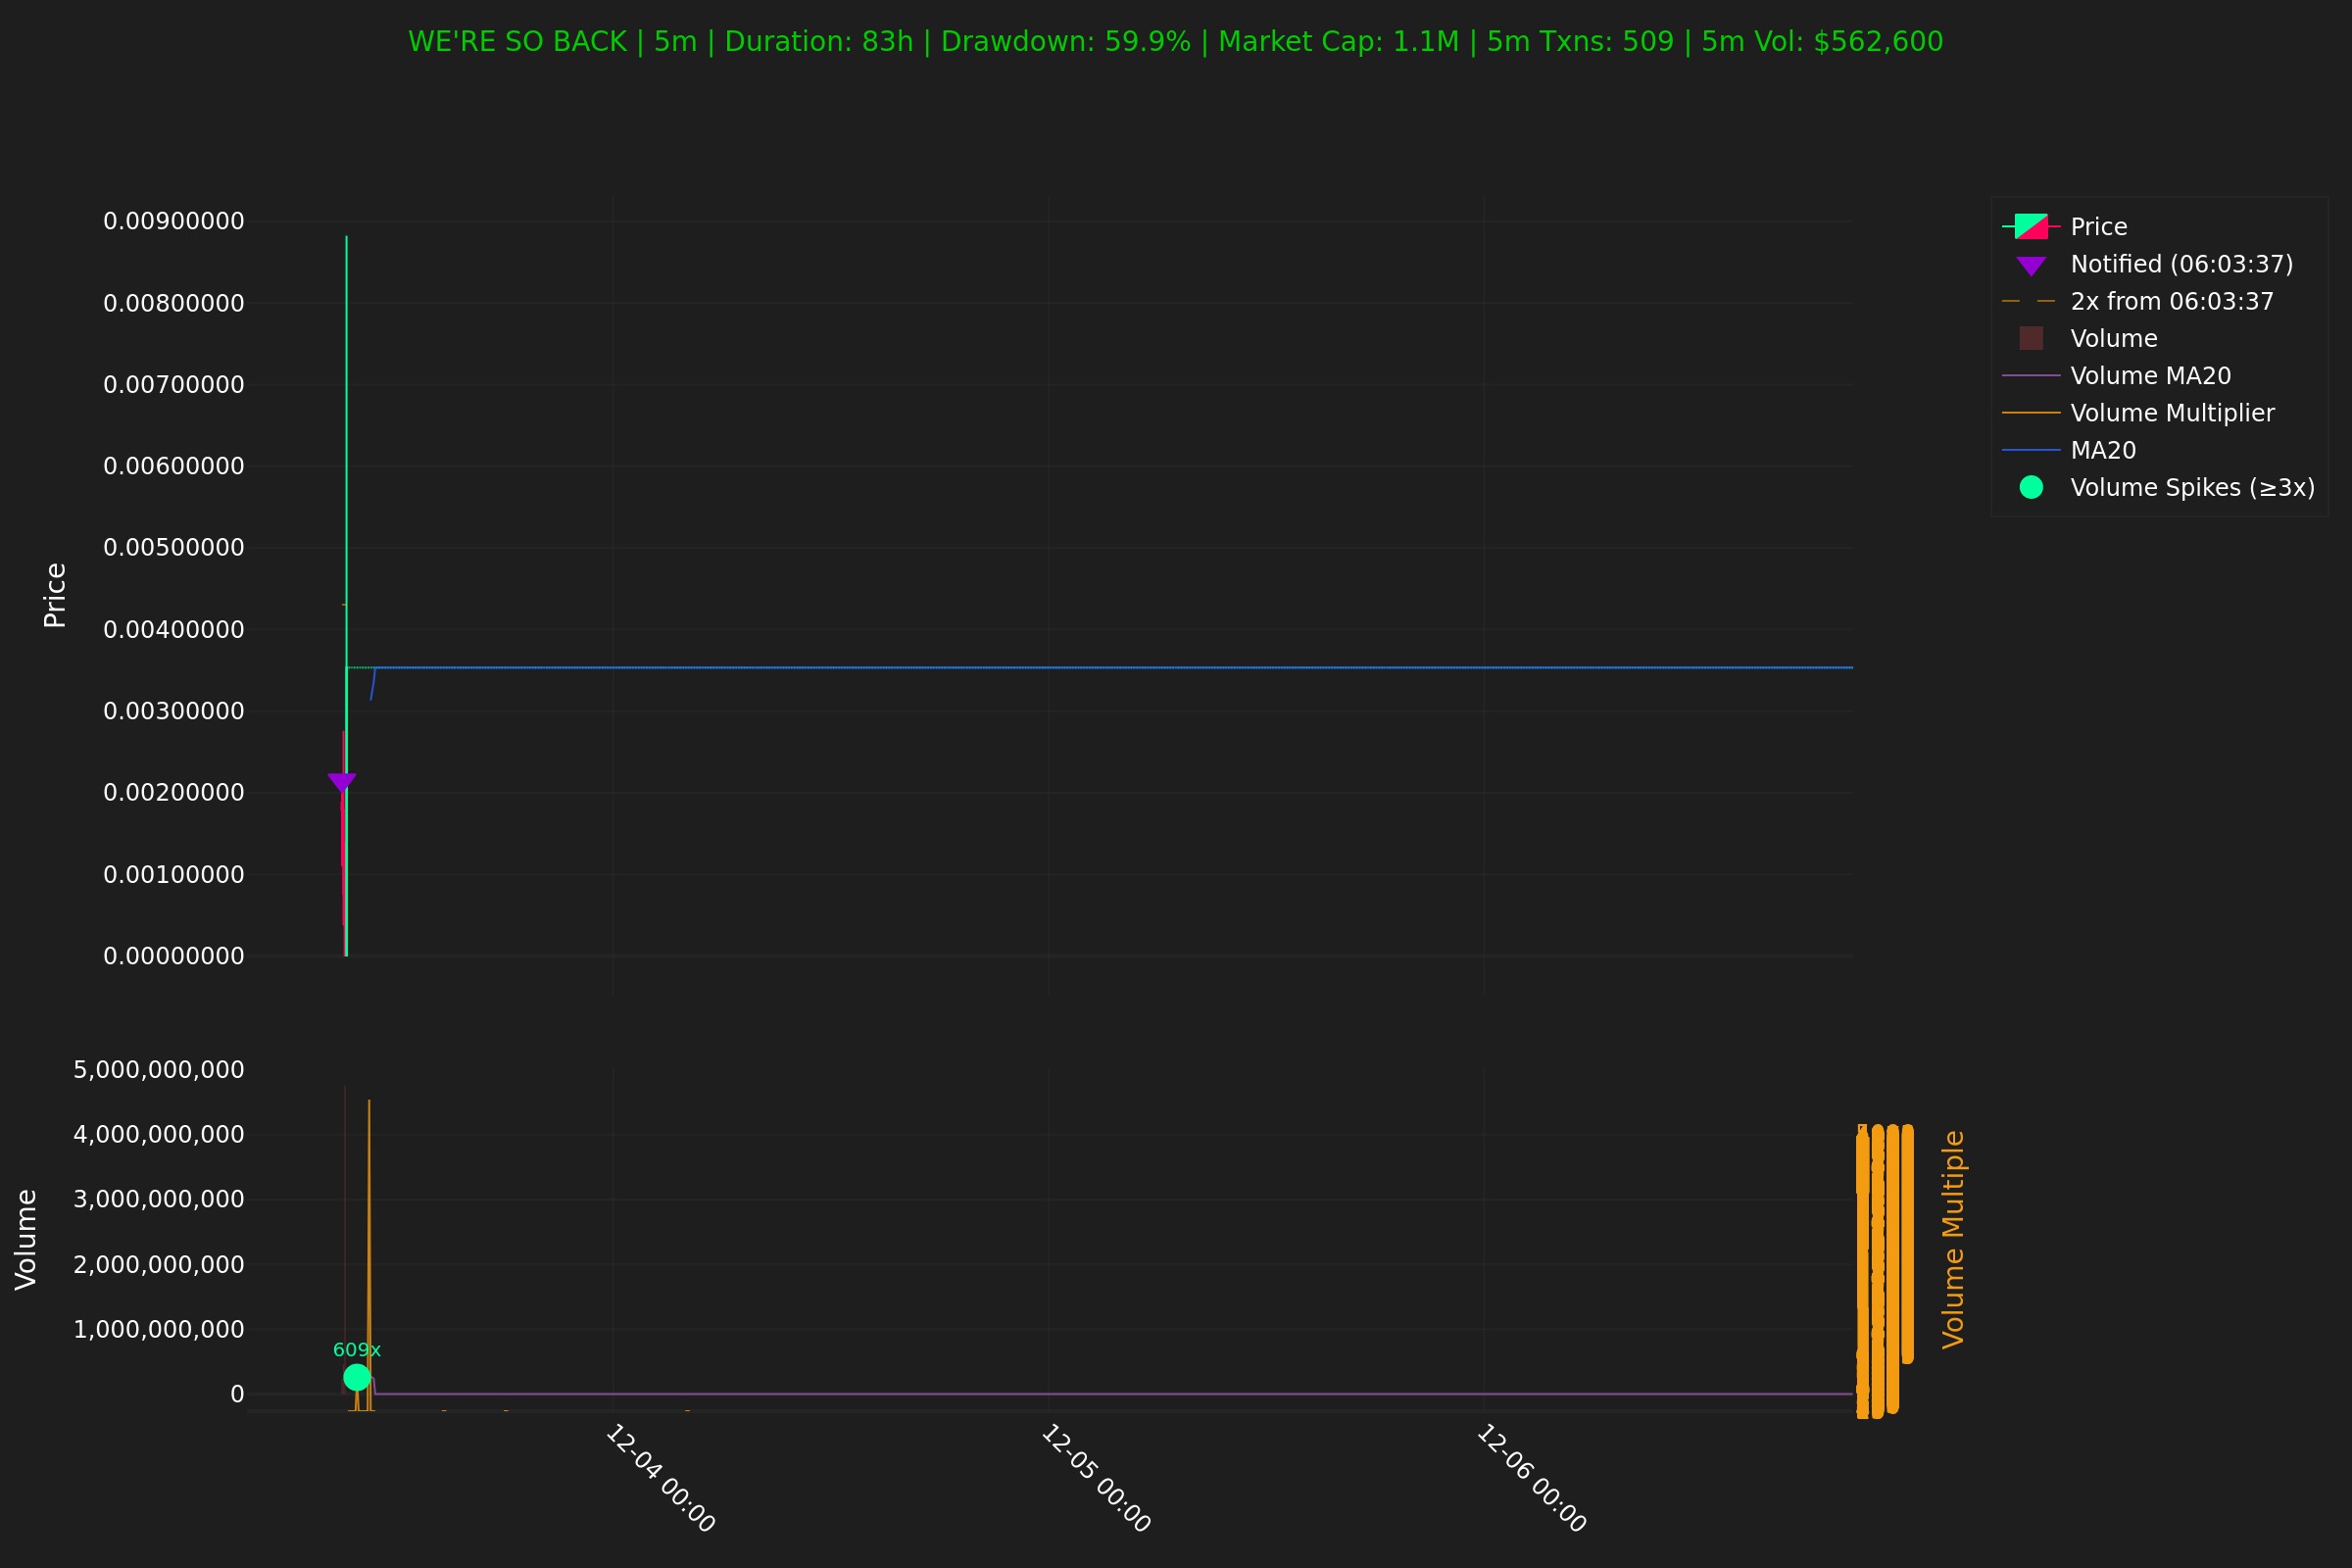 WE'RE SO BACK | 5m | Duration: 83h | Drawdown: 59.9% | Market Cap: 1.1M | 5m Txns: 509 | 5m Vol: $562,600
Price
0.00900000
0.00800000
0.00700000
0.00600000
0.00500000
0.00400000
0.00300000
0.00200000
0.00100000
0.00000000
Price
Notified (06:03:37)
2x from 06:03:37
Volume
Volume MA20
Volume Multiplier
MA20
Volume Spikes (≥3x)
Volume
5,000,000,000
4,000,000,000
3,000,000,000
2,000,000,000
1,000,000,000
0
609x
Volume Multiple
12-04 00:00
12-05 00:00
12-06 00:00